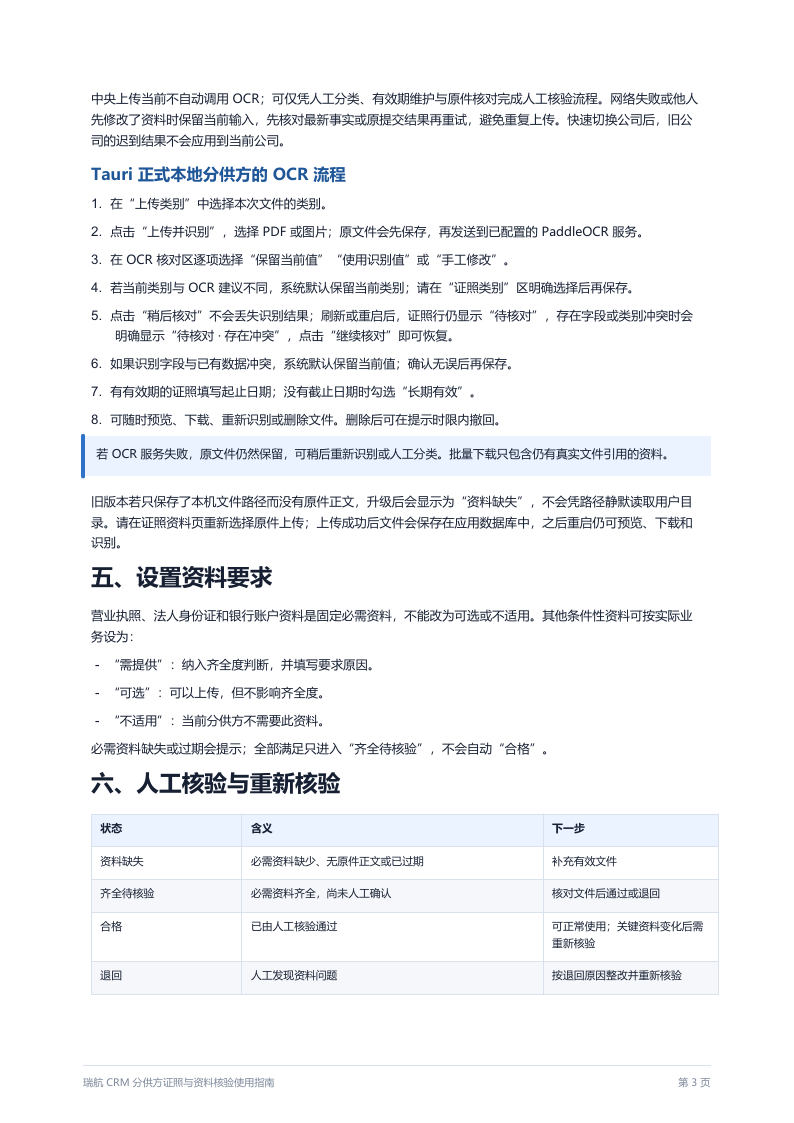 中央上传当前不自动调用 OCR；可仅凭人工分类、有效期维护与原件核对完成人工核验流程。网络失败或他人
先修改了资料时保留当前输入，先核对最新事实或原提交结果再重试，避免重复上传。快速切换公司后，旧公
司的迟到结果不会应用到当前公司。
Tauri 正式本地分供方的 OCR 流程
1. 在“上传类别”中选择本次文件的类别。
2. 点击“上传并识别”，选择 PDF 或图片；原文件会先保存，再发送到已配置的 PaddleOCR 服务。
3. 在 OCR 核对区逐项选择“保留当前值”“使用识别值”或“手工修改”。
4. 若当前类别与 OCR 建议不同，系统默认保留当前类别；请在“证照类别”区明确选择后再保存。
5. 点击“稍后核对”不会丢失识别结果；刷新或重启后，证照行仍显示“待核对”，存在字段或类别冲突时会
明确显示“待核对 · 存在冲突”，点击“继续核对”即可恢复。
6. 如果识别字段与已有数据冲突，系统默认保留当前值；确认无误后再保存。
7. 有有效期的证照填写起止日期；没有截止日期时勾选“长期有效”。
8. 可随时预览、下载、重新识别或删除文件。删除后可在提示时限内撤回。
若 OCR 服务失败，原文件仍然保留，可稍后重新识别或人工分类。批量下载只包含仍有真实文件引用的资料。
旧版本若只保存了本机文件路径而没有原件正文，升级后会显示为“资料缺失”，不会凭路径静默读取用户目
录。请在证照资料页重新选择原件上传；上传成功后文件会保存在应用数据库中，之后重启仍可预览、下载和
识别。
五、设置资料要求
营业执照、法人身份证和银行账户资料是固定必需资料，不能改为可选或不适用。其他条件性资料可按实际业
务设为：
- “需提供”：纳入齐全度判断，并填写要求原因。
- “可选”：可以上传，但不影响齐全度。
- “不适用”：当前分供方不需要此资料。
必需资料缺失或过期会提示；全部满足只进入“齐全待核验”，不会自动“合格”。
六、人工核验与重新核验
状态 含义 下一步
资料缺失 必需资料缺少、无原件正文或已过期 补充有效文件
齐全待核验 必需资料齐全，尚未人工确认 核对文件后通过或退回
合格 已由人工核验通过 可正常使用；关键资料变化后需
重新核验
退回 人工发现资料问题 按退回原因整改并重新核验
瑞航 CRM 分供方证照与资料核验使用指南 第 3 页